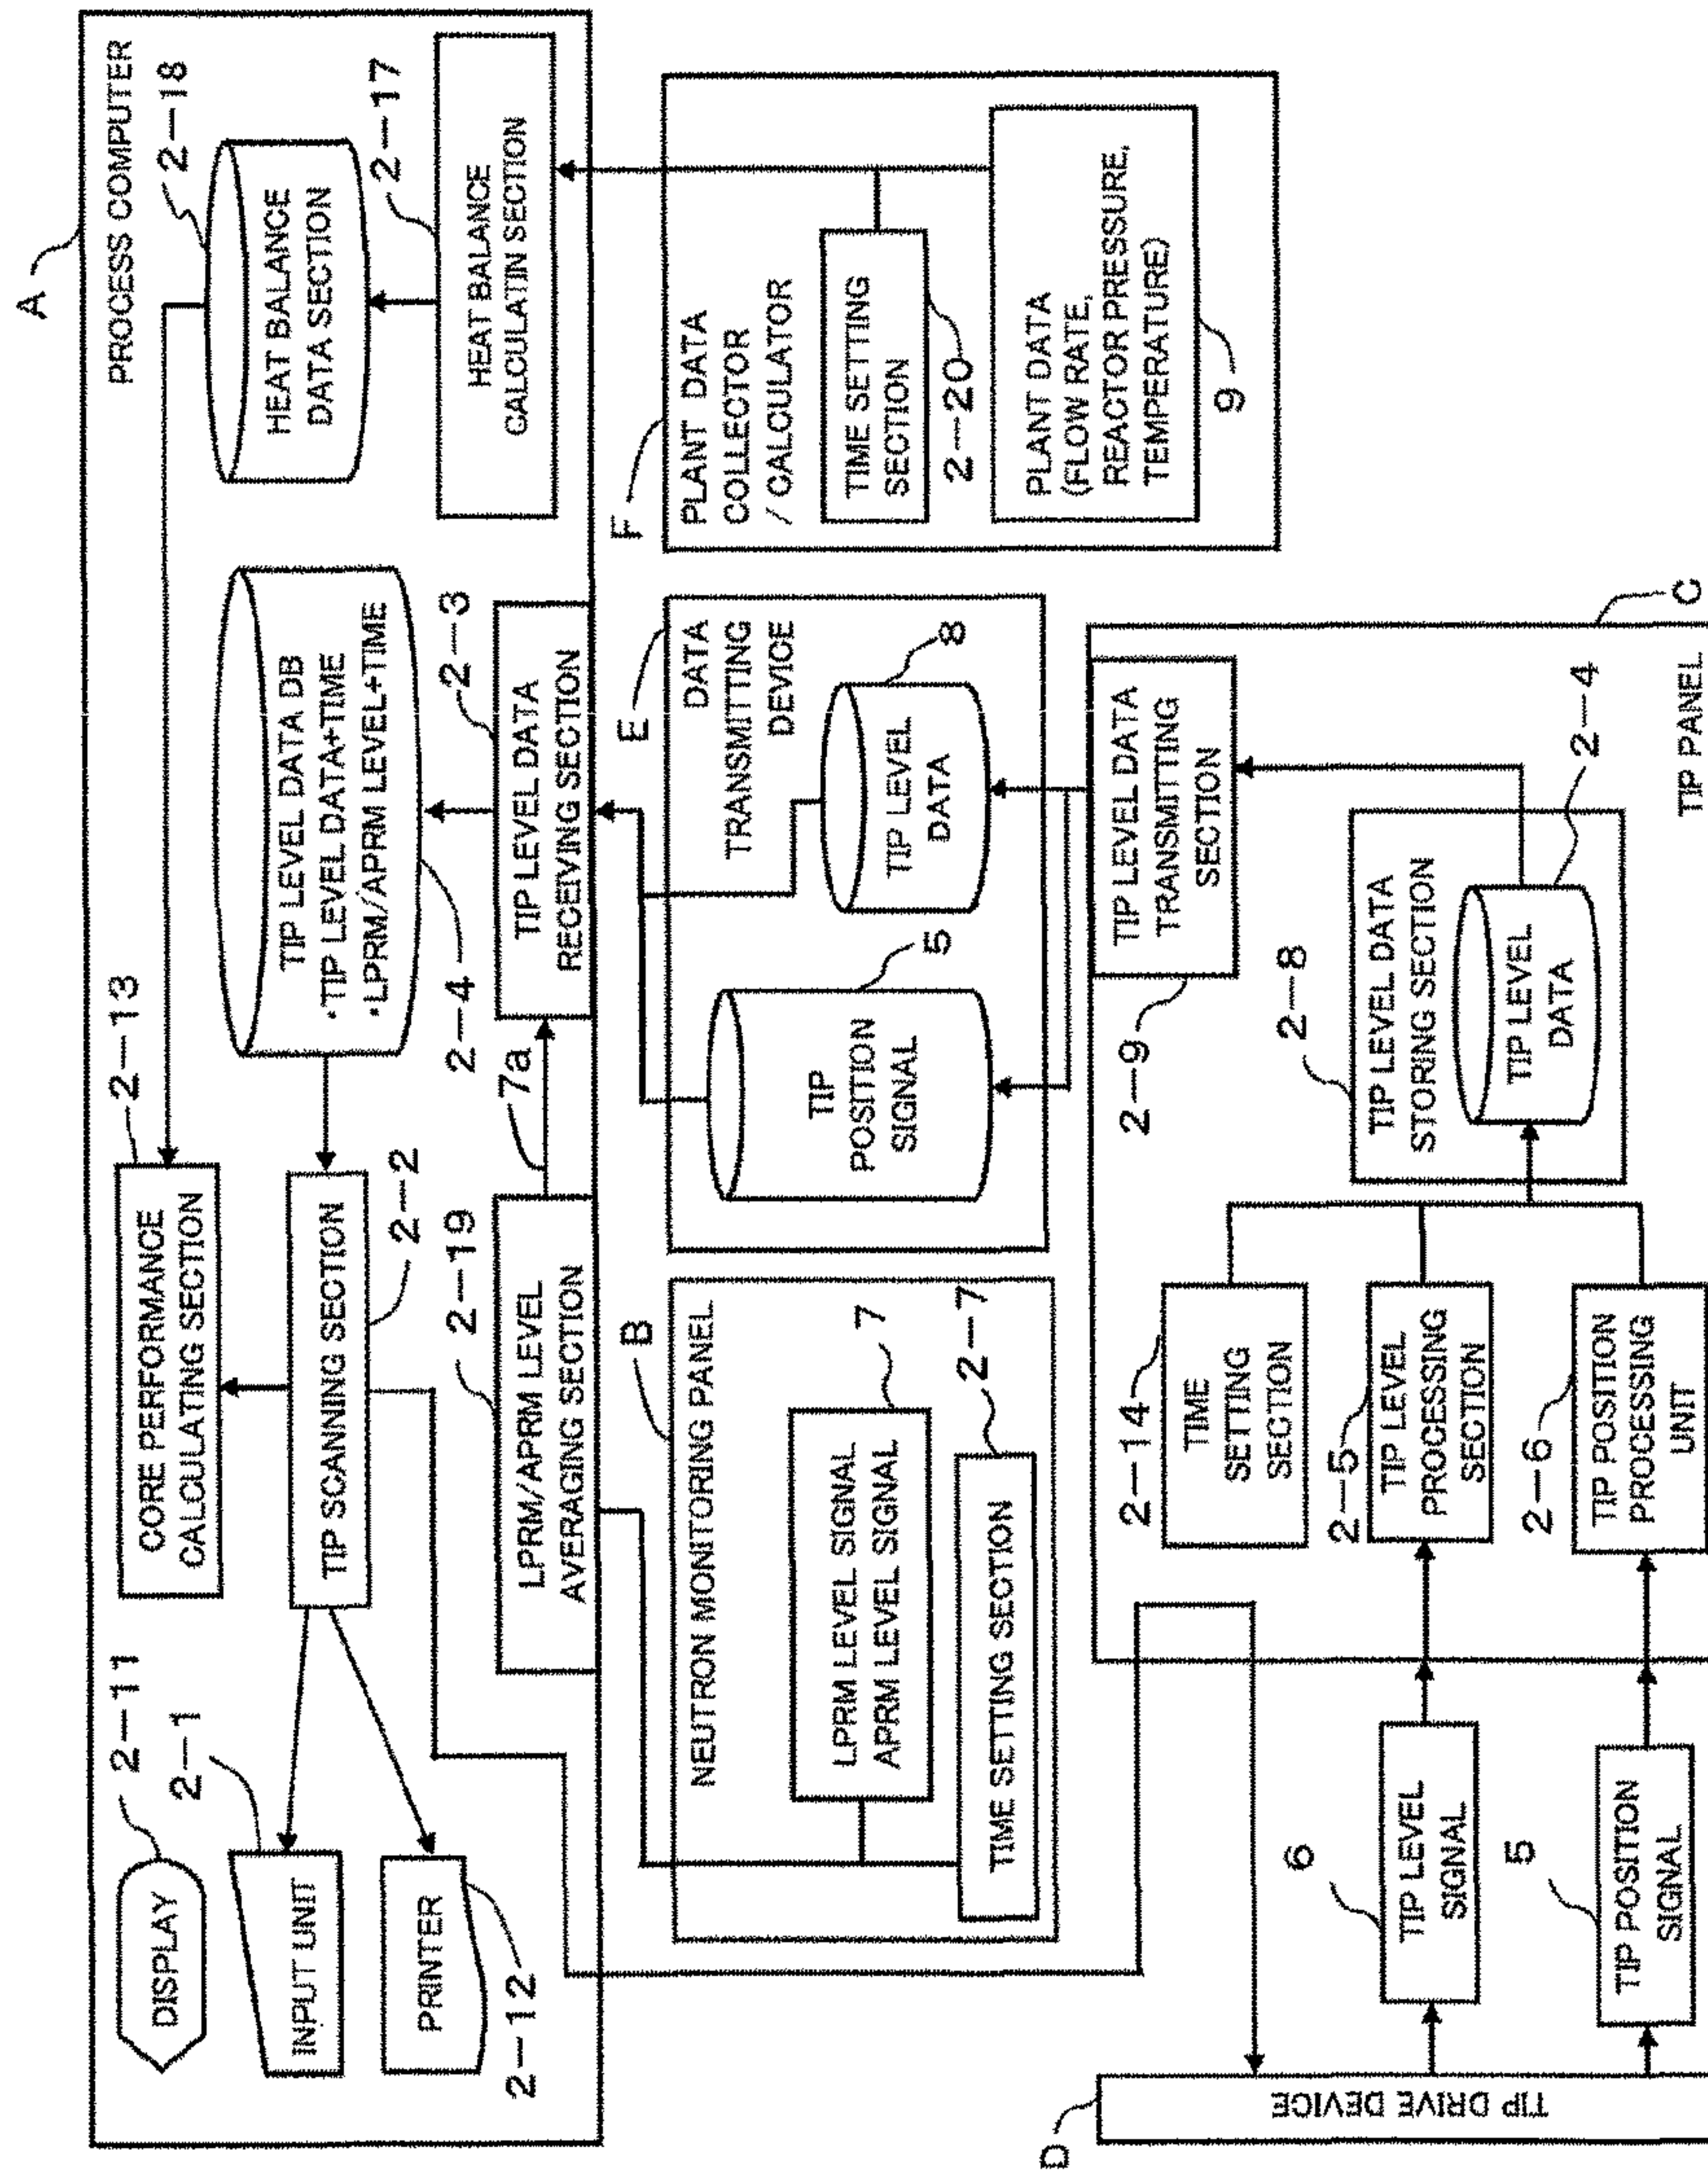 A
PROCESS COMPUTER
DISPLAY
2-11
INPUT UNIT
2-1
PRINTER
2-12
CORE PERFORMANCE
CALCULATING SECTION
2-13
TIP SCANNING SECTION
2-2
TIP LEVEL DATA DB
・TIP LEVEL DATA+TIME
・LPRM/APRM LEVEL+TIME
2-4
HEAT BALANCE
DATA SECTION
2-18
HEAT BALANCE
CALCULATIN SECTION
2-17
LPRM/APRM LEVEL
AVERAGING SECTION
2-19
7a
TIP LEVEL DATA
RECEIVING SECTION
2-3
B
NEUTRON MONITORING PANEL
LPRM LEVEL SIGNAL
APRM LEVEL SIGNAL
7
TIME SETTING SECTION
2-7
E
DATA
TRANSMITTING
DEVICE
TIP
POSITION
SIGNAL
5
TIP LEVEL
DATA
8
F
PLANT DATA
COLLECTOR
/ CALCULATOR
TIME SETTING
SECTION
2-20
PLANT DATA
(FLOW RATE,
REACTOR PRESSURE,
TEMPERATURE)
9
D
TIP DRIVE DEVICE
6
TIP LEVEL
SIGNAL
5
TIP POSITION
SIGNAL
2-14
TIME
SETTING
SECTION
2-5
TIP LEVEL
PROCESSING
SECTION
2-6
TIP POSITION
PROCESSING
UNIT
2-9
TIP LEVEL DATA
TRANSMITTING
SECTION
2-8
TIP LEVEL DATA
STORING SECTION
TIP LEVEL
DATA
2-4
C
TIP PANEL